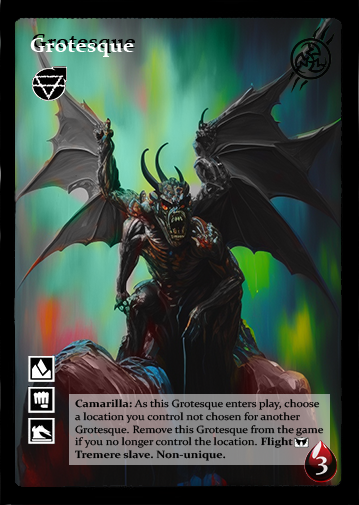 Grotesque
Grotesque
Camarilla: As this Grotesque enters play, choose
a location you control not chosen for another
Grotesque. Remove this Grotesque from the game
if you no longer control the location. Flight
Tremere slave. Non-unique.
3